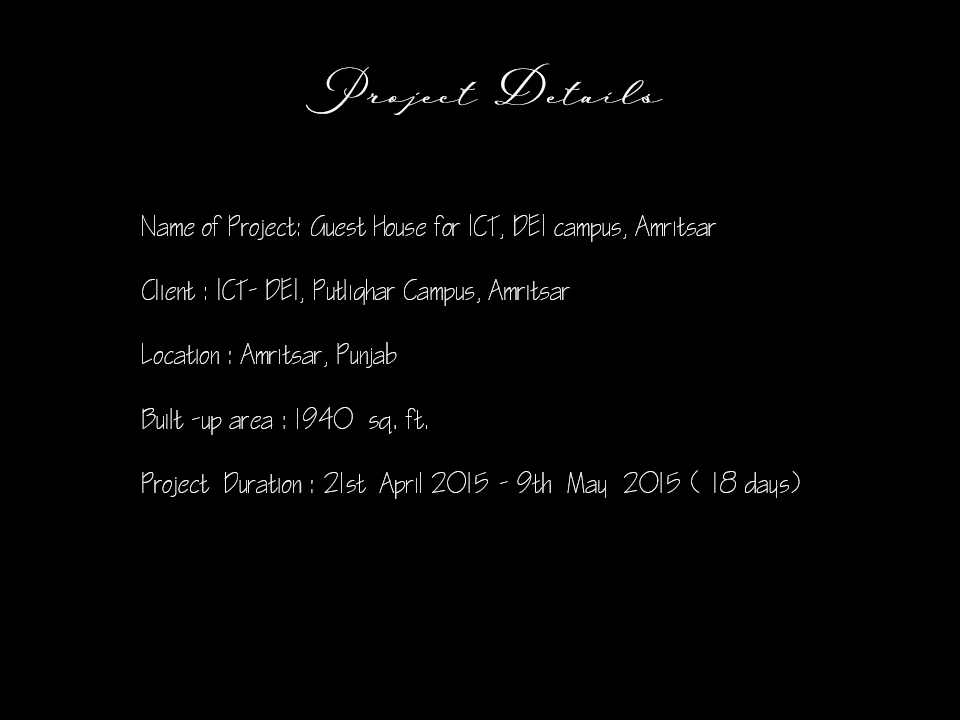 Project Details
Name of Project: Guest House for ICT, DEI campus, Amritsar
Client : ICT- DEI, Putlighar Campus, Amritsar
Location : Amritsar, Punjab
Built -up area : 1940 sq. ft.
Project Duration : 21st April 2015 - 9th May 2015 ( 18 days)